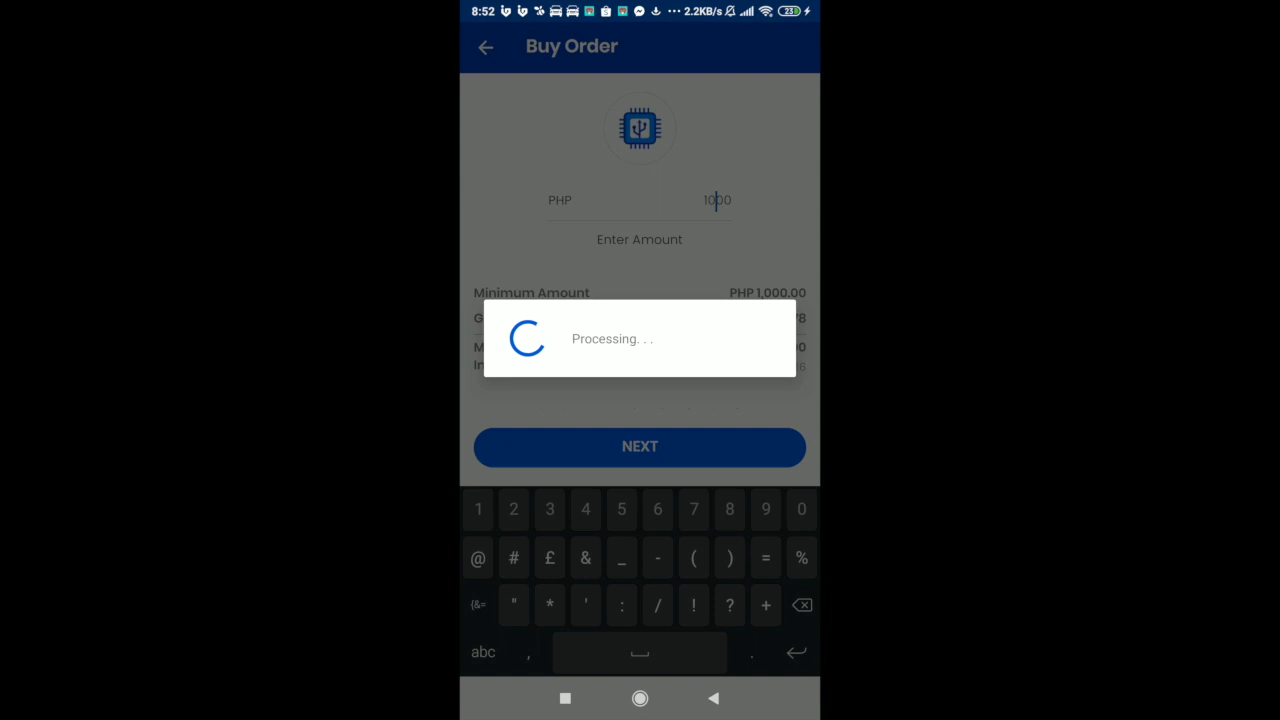 8:52 2.2KB/s 23
Buy Order
PHP 1000
Enter Amount
Minimum Amount PHP 1,000.00
NEXT
Processing. . .
1 2 3 4 5 6 7 8 9 0
@ # £ & _ - ( ) = %
{&= " * ' : / ! ? +
abc , .